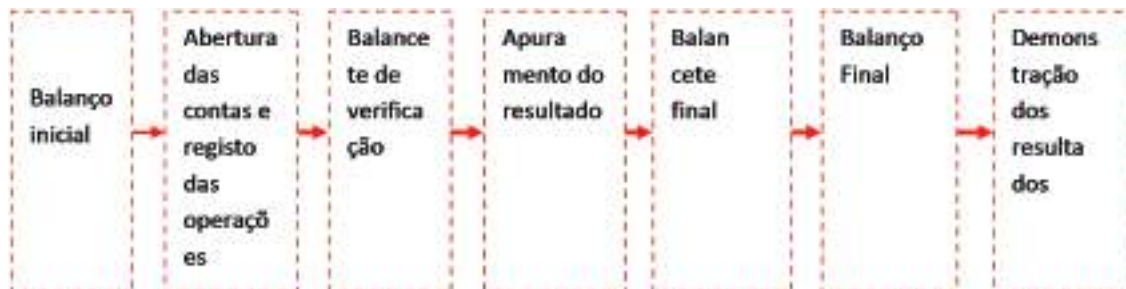 Balanço
inicial
Abertura
das
contas e
registo
das
operaçõ
es
Balance
te de
verifica
ção
Apura
mento do
resultado
Balan
cete
final
Balanço
Final
Demons
tração
dos
resulta
dos